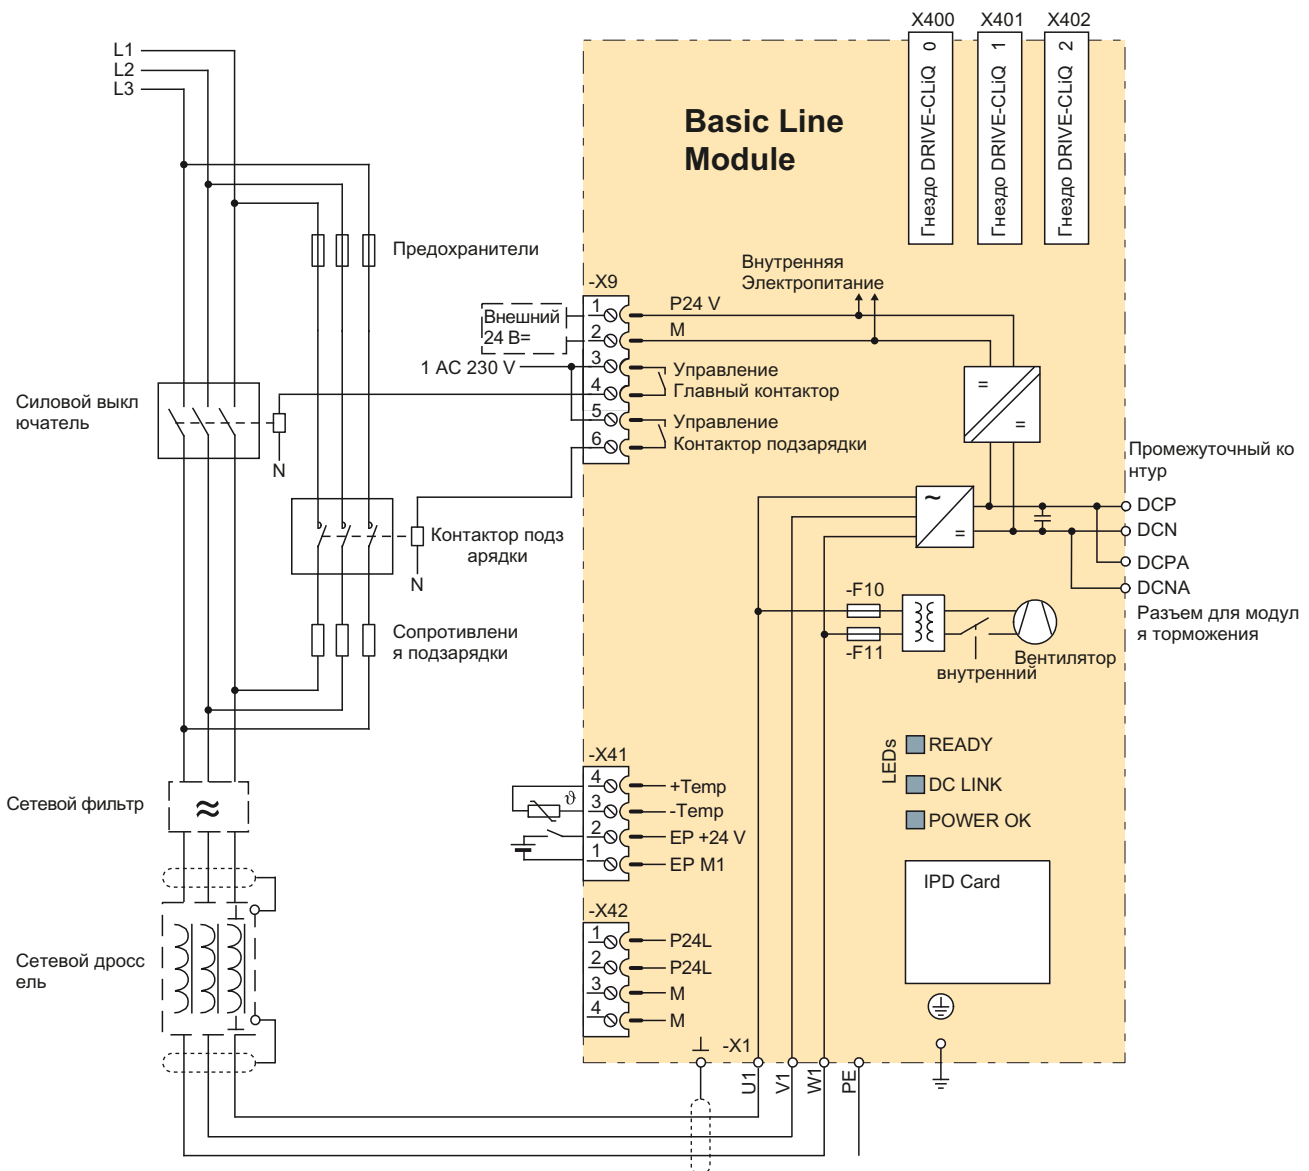 X400
X401
X402
L1
L2
L3
Гнездо DRIVE-CLiQ 0
Гнездо DRIVE-CLiQ 1
Гнездо DRIVE-CLiQ 2
Basic Line
Module
Предохранители
Внутренняя
Электропитание
-X9
1
P24 V
Внешний
24 В=
2
M
3
1 AC 230 V
Управление
Главный контактор
4
5
Управление
Контактор подзарядки
6
=
=
Силовой выкл
ючатель
N
Промежуточный ко
нтур
~
=
DCP
DCN
DCPA
DCNA
Контактор подз
арядки
N
-F10
-F11
Разъем для модул
я торможения
Вентилятор
внутренний
Сопротивлени
я подзарядки
LEDs
READY
DC LINK
POWER OK
-X41
4
+Temp
ϑ
3
-Temp
2
EP +24 V
1
EP M1
Сетевой фильтр
≈
IPD Card
-X42
1
P24L
2
P24L
3
M
4
M
Сетевой дросс
ель
-X1
U1
V1
W1
PE